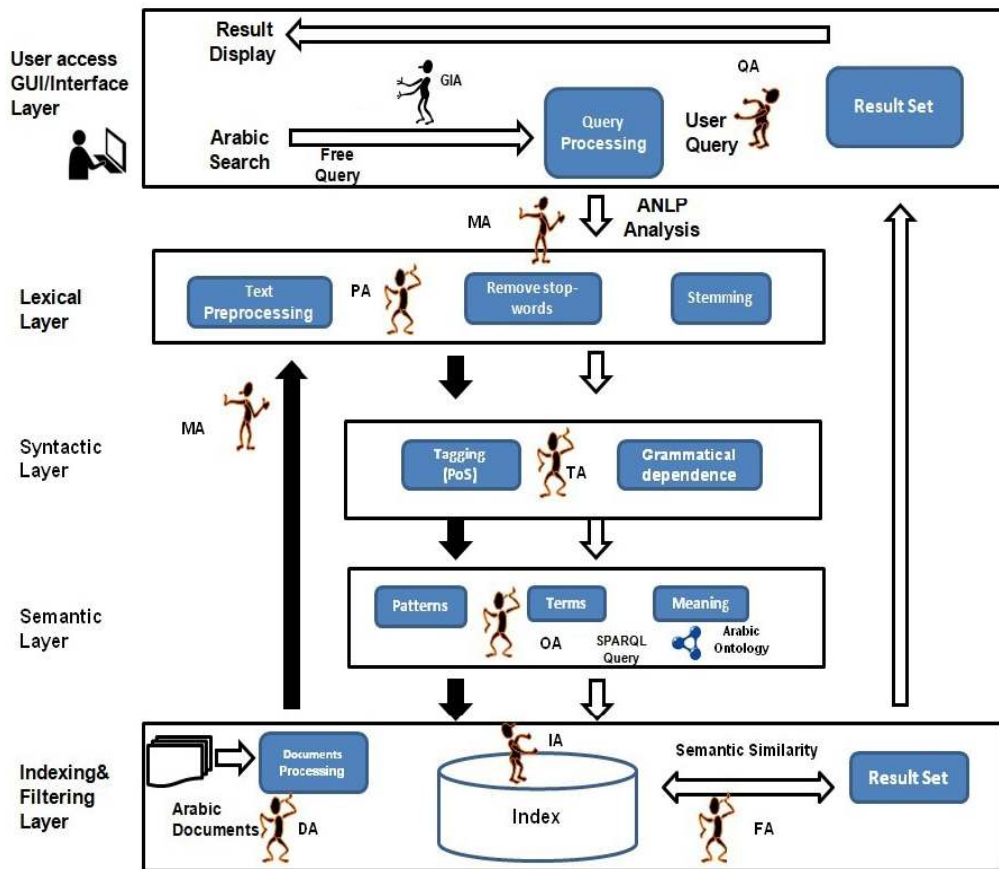 User access
GUI/Interface
Layer
Result
Display
GIA
QA
Arabic
Search
Free
Query
Query
Processing
User
Query
Result Set
MA
ANLP
Analysis
Lexical
Layer
Text
Preprocessing
PA
Remove stop-
words
Stemming
MA
Syntactic
Layer
Tagging
(PoS)
TA
Grammatical
dependence
Semantic
Layer
Patterns
Terms
Meaning
OA
SPARQL
Query
Arabic
Ontology
Indexing&
Filtering
Layer
Documents
Processing
Arabic
Documents
DA
IA
Index
Semantic Similarity
FA
Result Set